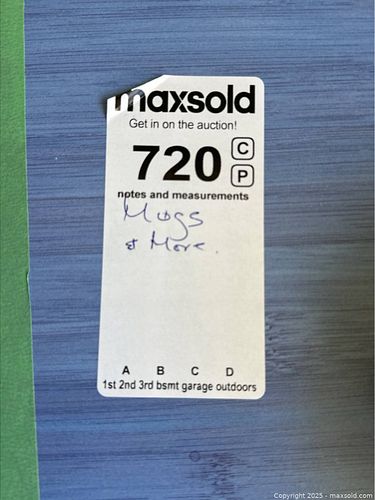 maxsold
Get in on the auction!
720 C
P
notes and measurements
Mugs
& More.
A B C D
1st 2nd 3rd bsmt garage outdoors
Copyright 2025 - maxsold.com